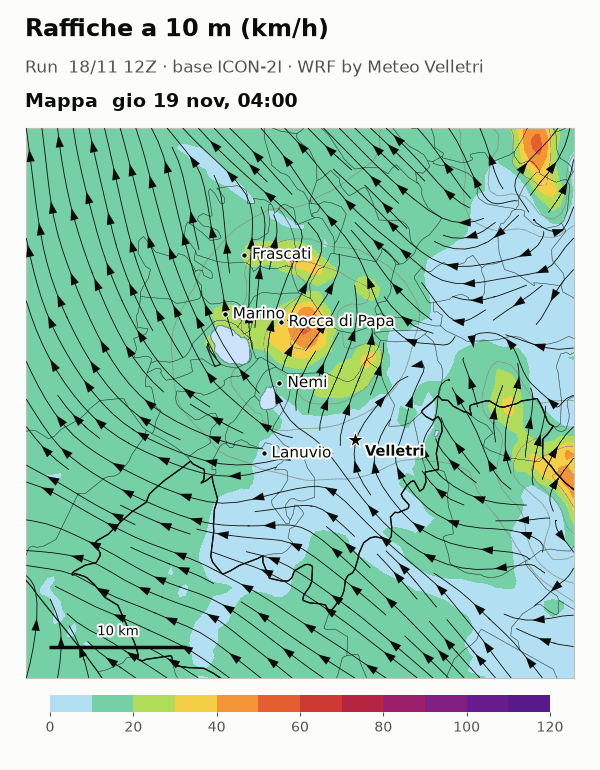 Raffiche a 10 m (km/h)
Run 18/11 12Z · base ICON-2I · WRF by Meteo Velletri
Mappa gio 19 nov, 04:00
Frascati
Marino
Rocca di Papa
Nemi
Velletri
Lanuvio
10 km
0 20 40 60 80 100 120